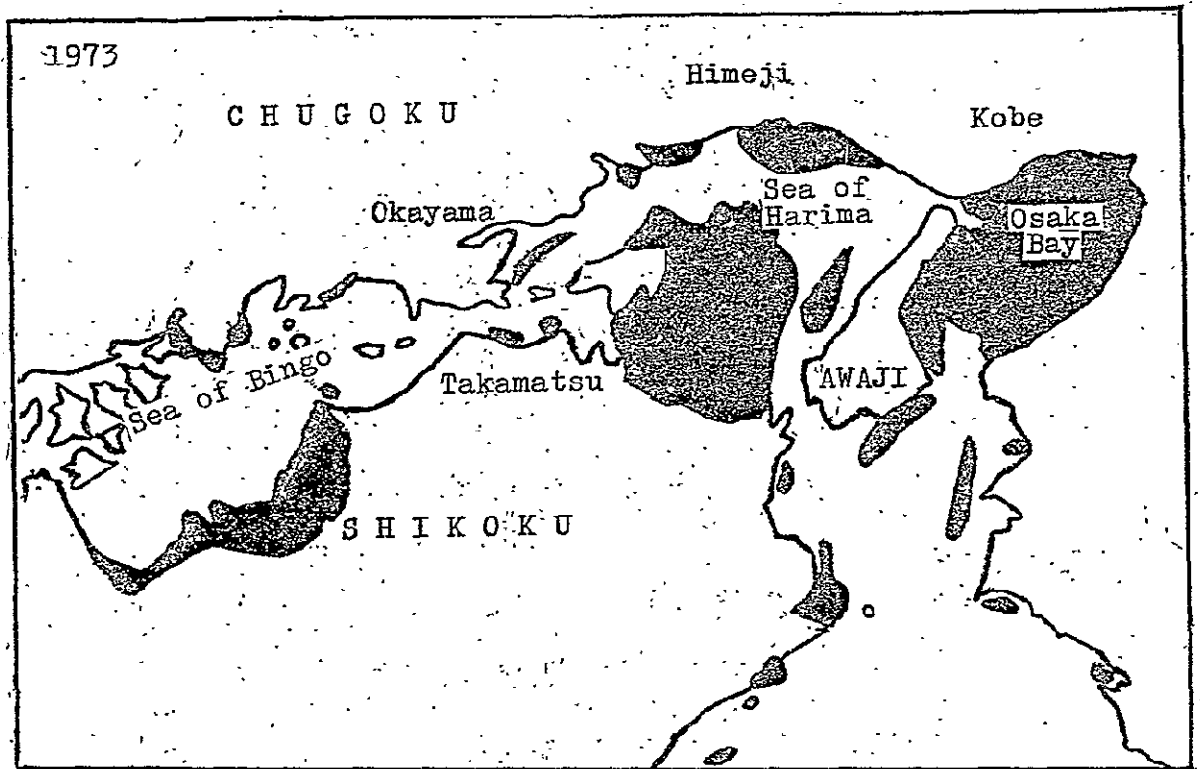 1973
Himeji
CHUGOKU
Kobe
Okayama
Sea of
Harima
Osaka
Bay
Sea of Bingo
Takamatsu
AWAJI
SHIKOKU